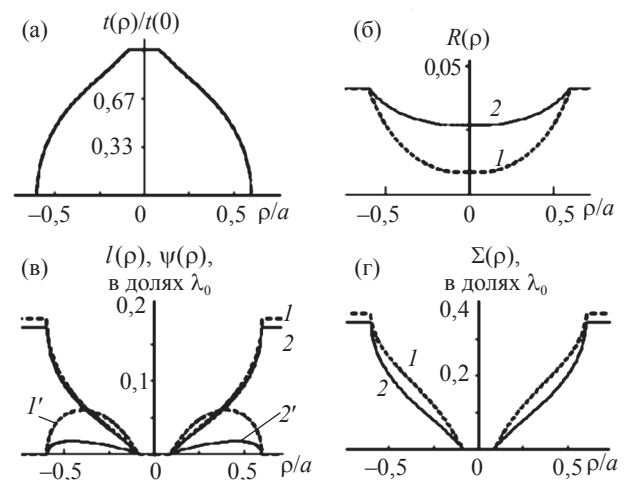 (а)
t(ρ)/t(0)
0,67
0,33
–0,5
0
0,5
ρ/a
(б)
R(ρ)
0,05
2
1
–0,5
0
0,5
ρ/a
(в)
l(ρ), ψ(ρ),
в долях λ₀
0,2
1
2
0,1
1′
2′
–0,5
0
0,5
ρ/a
(г)
Σ(ρ),
в долях λ₀
0,4
1
0,2
2
–0,5
0
0,5
ρ/a